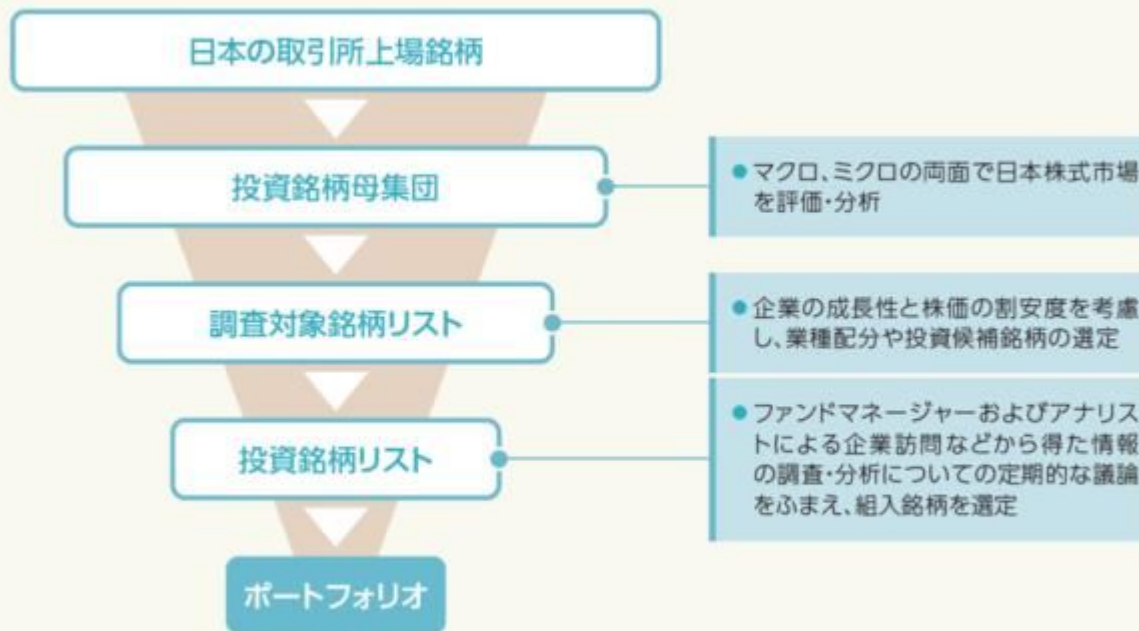 日本の取引所上場銘柄
投資銘柄母集団
●マクロ、ミクロの両面で日本株式市場
を評価・分析
調査対象銘柄リスト
●企業の成長性と株価の割安度を考慮
し、業種配分や投資候補銘柄の選定
投資銘柄リスト
●ファンドマネージャーおよびアナリス
トによる企業訪問などから得た情報
の調査・分析についての定期的な議論
をふまえ、組入銘柄を選定
ポートフォリオ